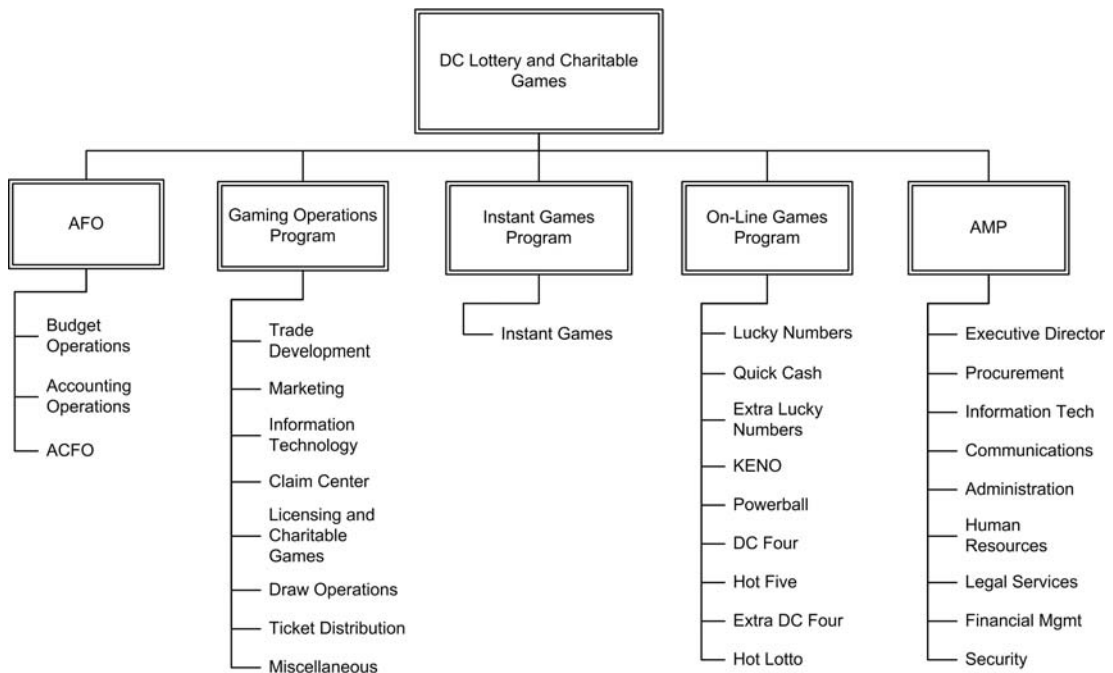 DC Lottery and Charitable
Games
AFO
Gaming Operations
Program
Instant Games
Program
On-Line Games
Program
AMP
Budget
Operations
Accounting
Operations
ACFO
Trade
Development
Marketing
Information
Technology
Claim Center
Licensing and
Charitable
Games
Draw Operations
Ticket Distribution
Miscellaneous
Instant Games
Lucky Numbers
Quick Cash
Extra Lucky
Numbers
KENO
Powerball
DC Four
Hot Five
Extra DC Four
Hot Lotto
Executive Director
Procurement
Information Tech
Communications
Administration
Human
Resources
Legal Services
Financial Mgmt
Security